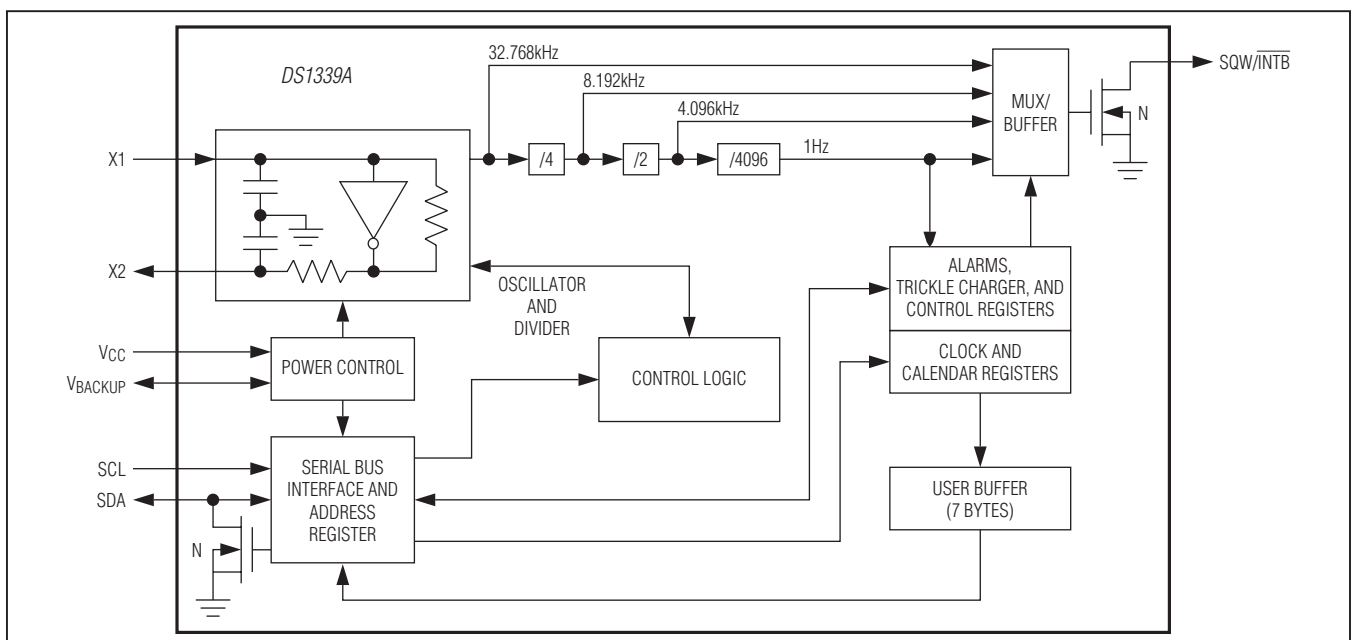 32.768kHz
DS1339A
8.192kHz
4.096kHz
SQW/INTB
MUX/
BUFFER
N
X1
/4
/2
/4096
1Hz
X2
OSCILLATOR
AND
DIVIDER
ALARMS,
TRICKLE CHARGER, AND
CONTROL REGISTERS
VCC
VBACKUP
POWER CONTROL
CONTROL LOGIC
CLOCK AND
CALENDAR REGISTERS
SCL
SDA
SERIAL BUS
INTERFACE AND
ADDRESS
REGISTER
N
USER BUFFER
(7 BYTES)